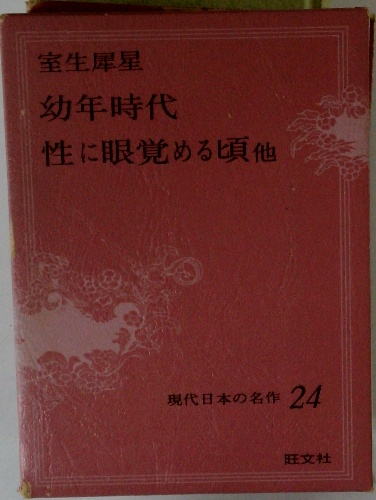 室生犀星
幼年時代
性に眼覚める頃他
現代日本の名作 24
旺文社